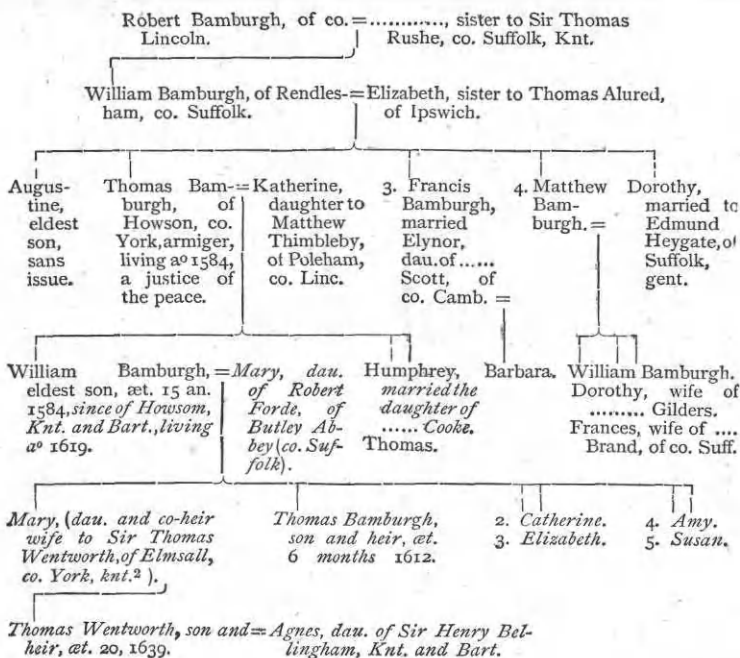 Robert Bamburgh, of co. = ............, sister to Sir Thomas
Lincoln. Rushe, co. Suffolk, Knt.
William Bamburgh, of Rendles- = Elizabeth, sister to Thomas Alured,
ham, co. Suffolk. of Ipswich.
Augus-
tine,
eldest
son,
sans
issue.
Thomas Bam- =
burgh, of
Howson, co.
York, armiger,
living aº 1584,
a justice of
the peace.
Katherine,
daughter to
Matthew
Thimbleby,
of Poleham,
co. Linc.
3. Francis
Bamburgh,
married
Elynor,
dau. of ......
Scott, of
co. Camb. =
4. Matthew
Bam-
burgh. =
Dorothy,
married to
Edmund
Heygate, of
Suffolk,
gent.
William Bamburgh, =
eldest son, æt. 15 an.
1584, since of Howsom,
Knt. and Bart., living
aº 1619.
Mary, dau.
of Robert
Forde, of
Butley Ab-
bey (co. Suf-
folk).
Humphrey,
married the
daughter of
...... Cooke.
Thomas.
Barbara.
William Bamburgh.
Dorothy, wife of
......... Gilders.
Frances, wife of ....
Brand, of co. Suff.
Mary, (dau. and co-heir
wife to Sir Thomas
Wentworth, of Elmsall,
co. York, knt.² ).
Thomas Bamburgh,
son and heir, æt.
6 months 1612.
2. Catherine.
3. Elizabeth.
4. Amy.
5. Susan.
Thomas Wentworth, son and = Agnes, dau. of Sir Henry Bel-
heir, æt. 20, 1639. lingham, Knt. and Bart.